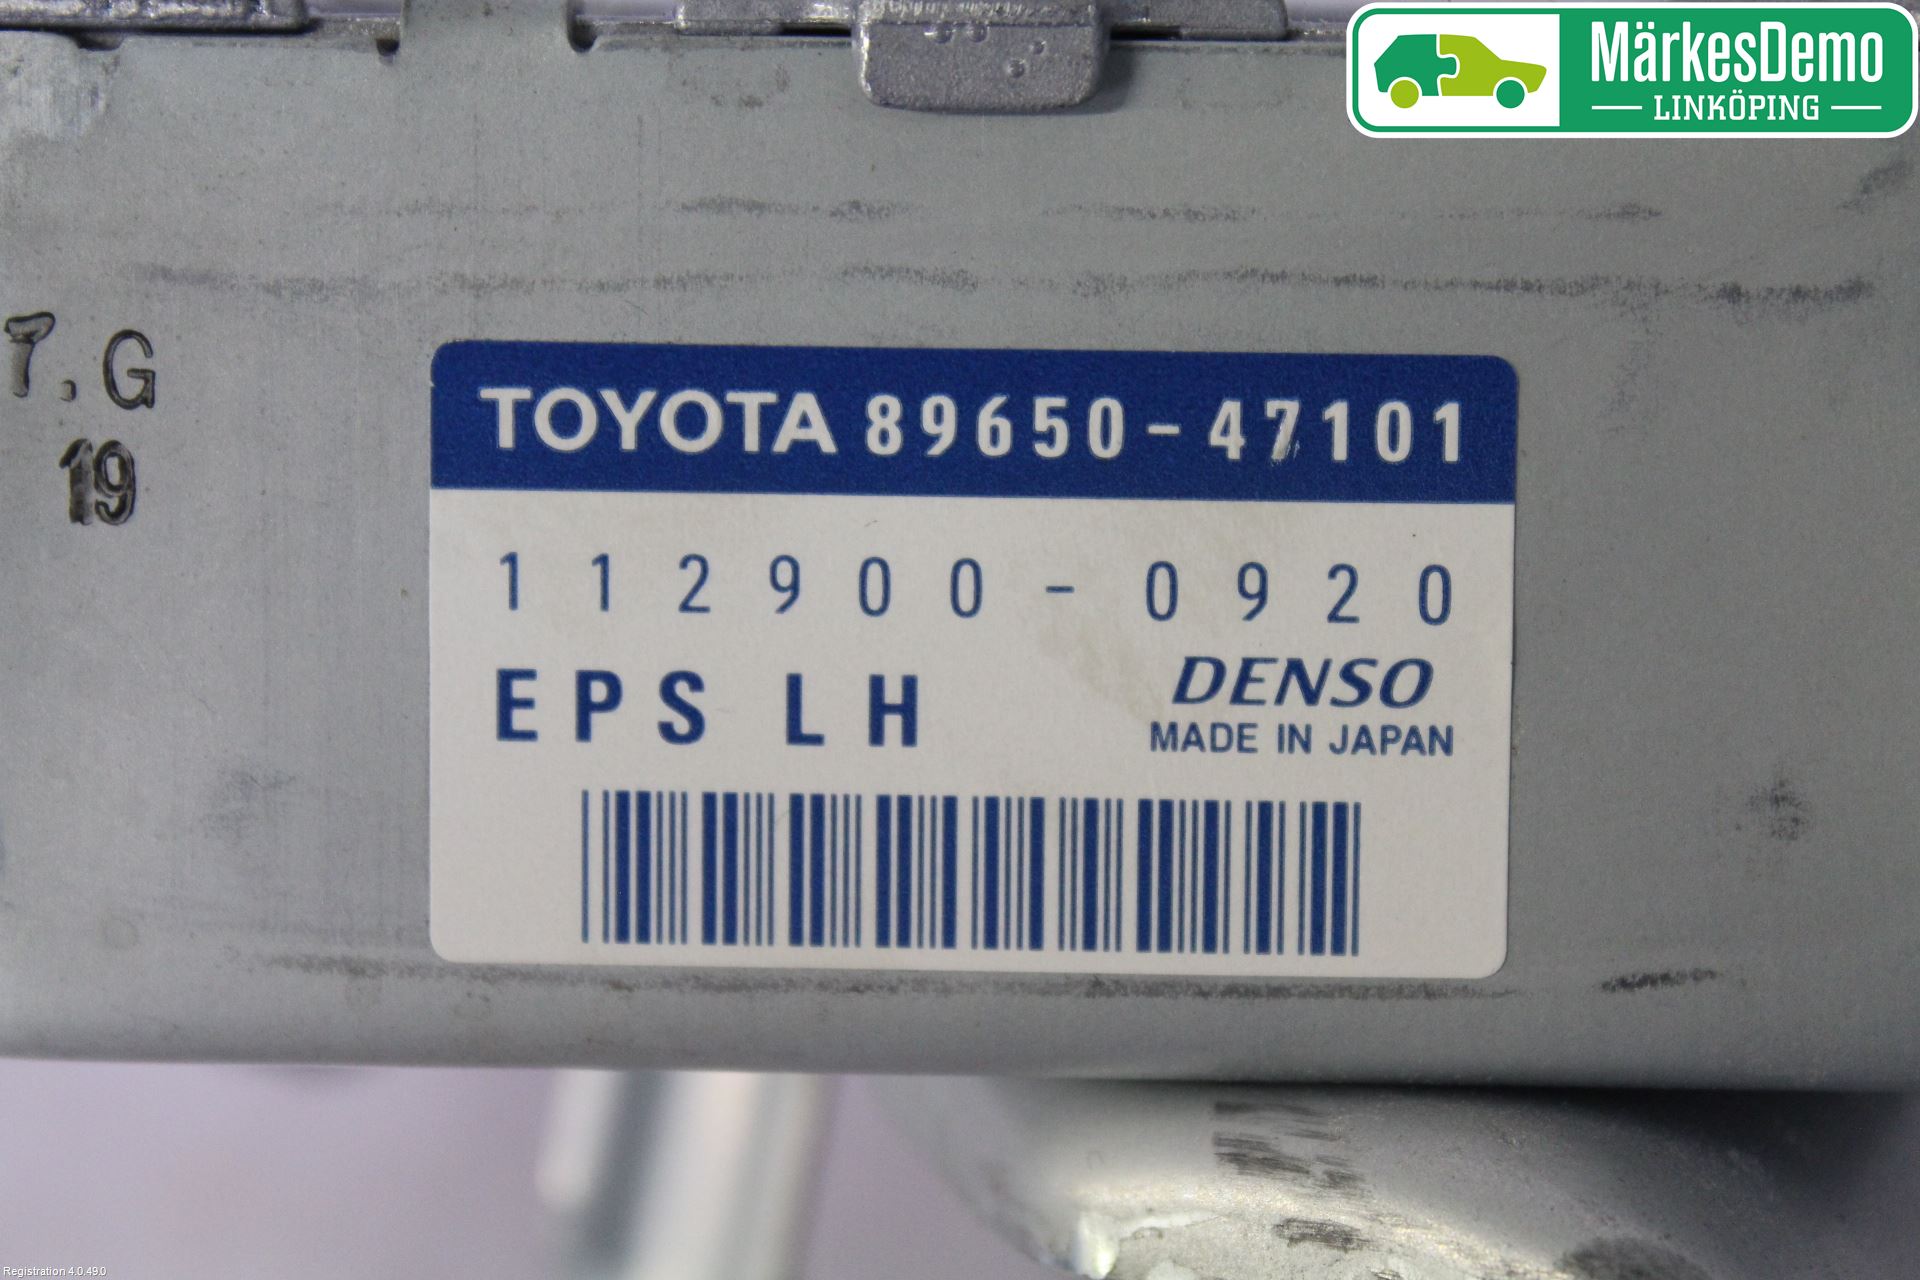 MärkesDemo
LINKÖPING
7.G
19
TOYOTA 89650-47101
112900-0920
EPS LH
DENSO
MADE IN JAPAN
Registration 4.0.49.0